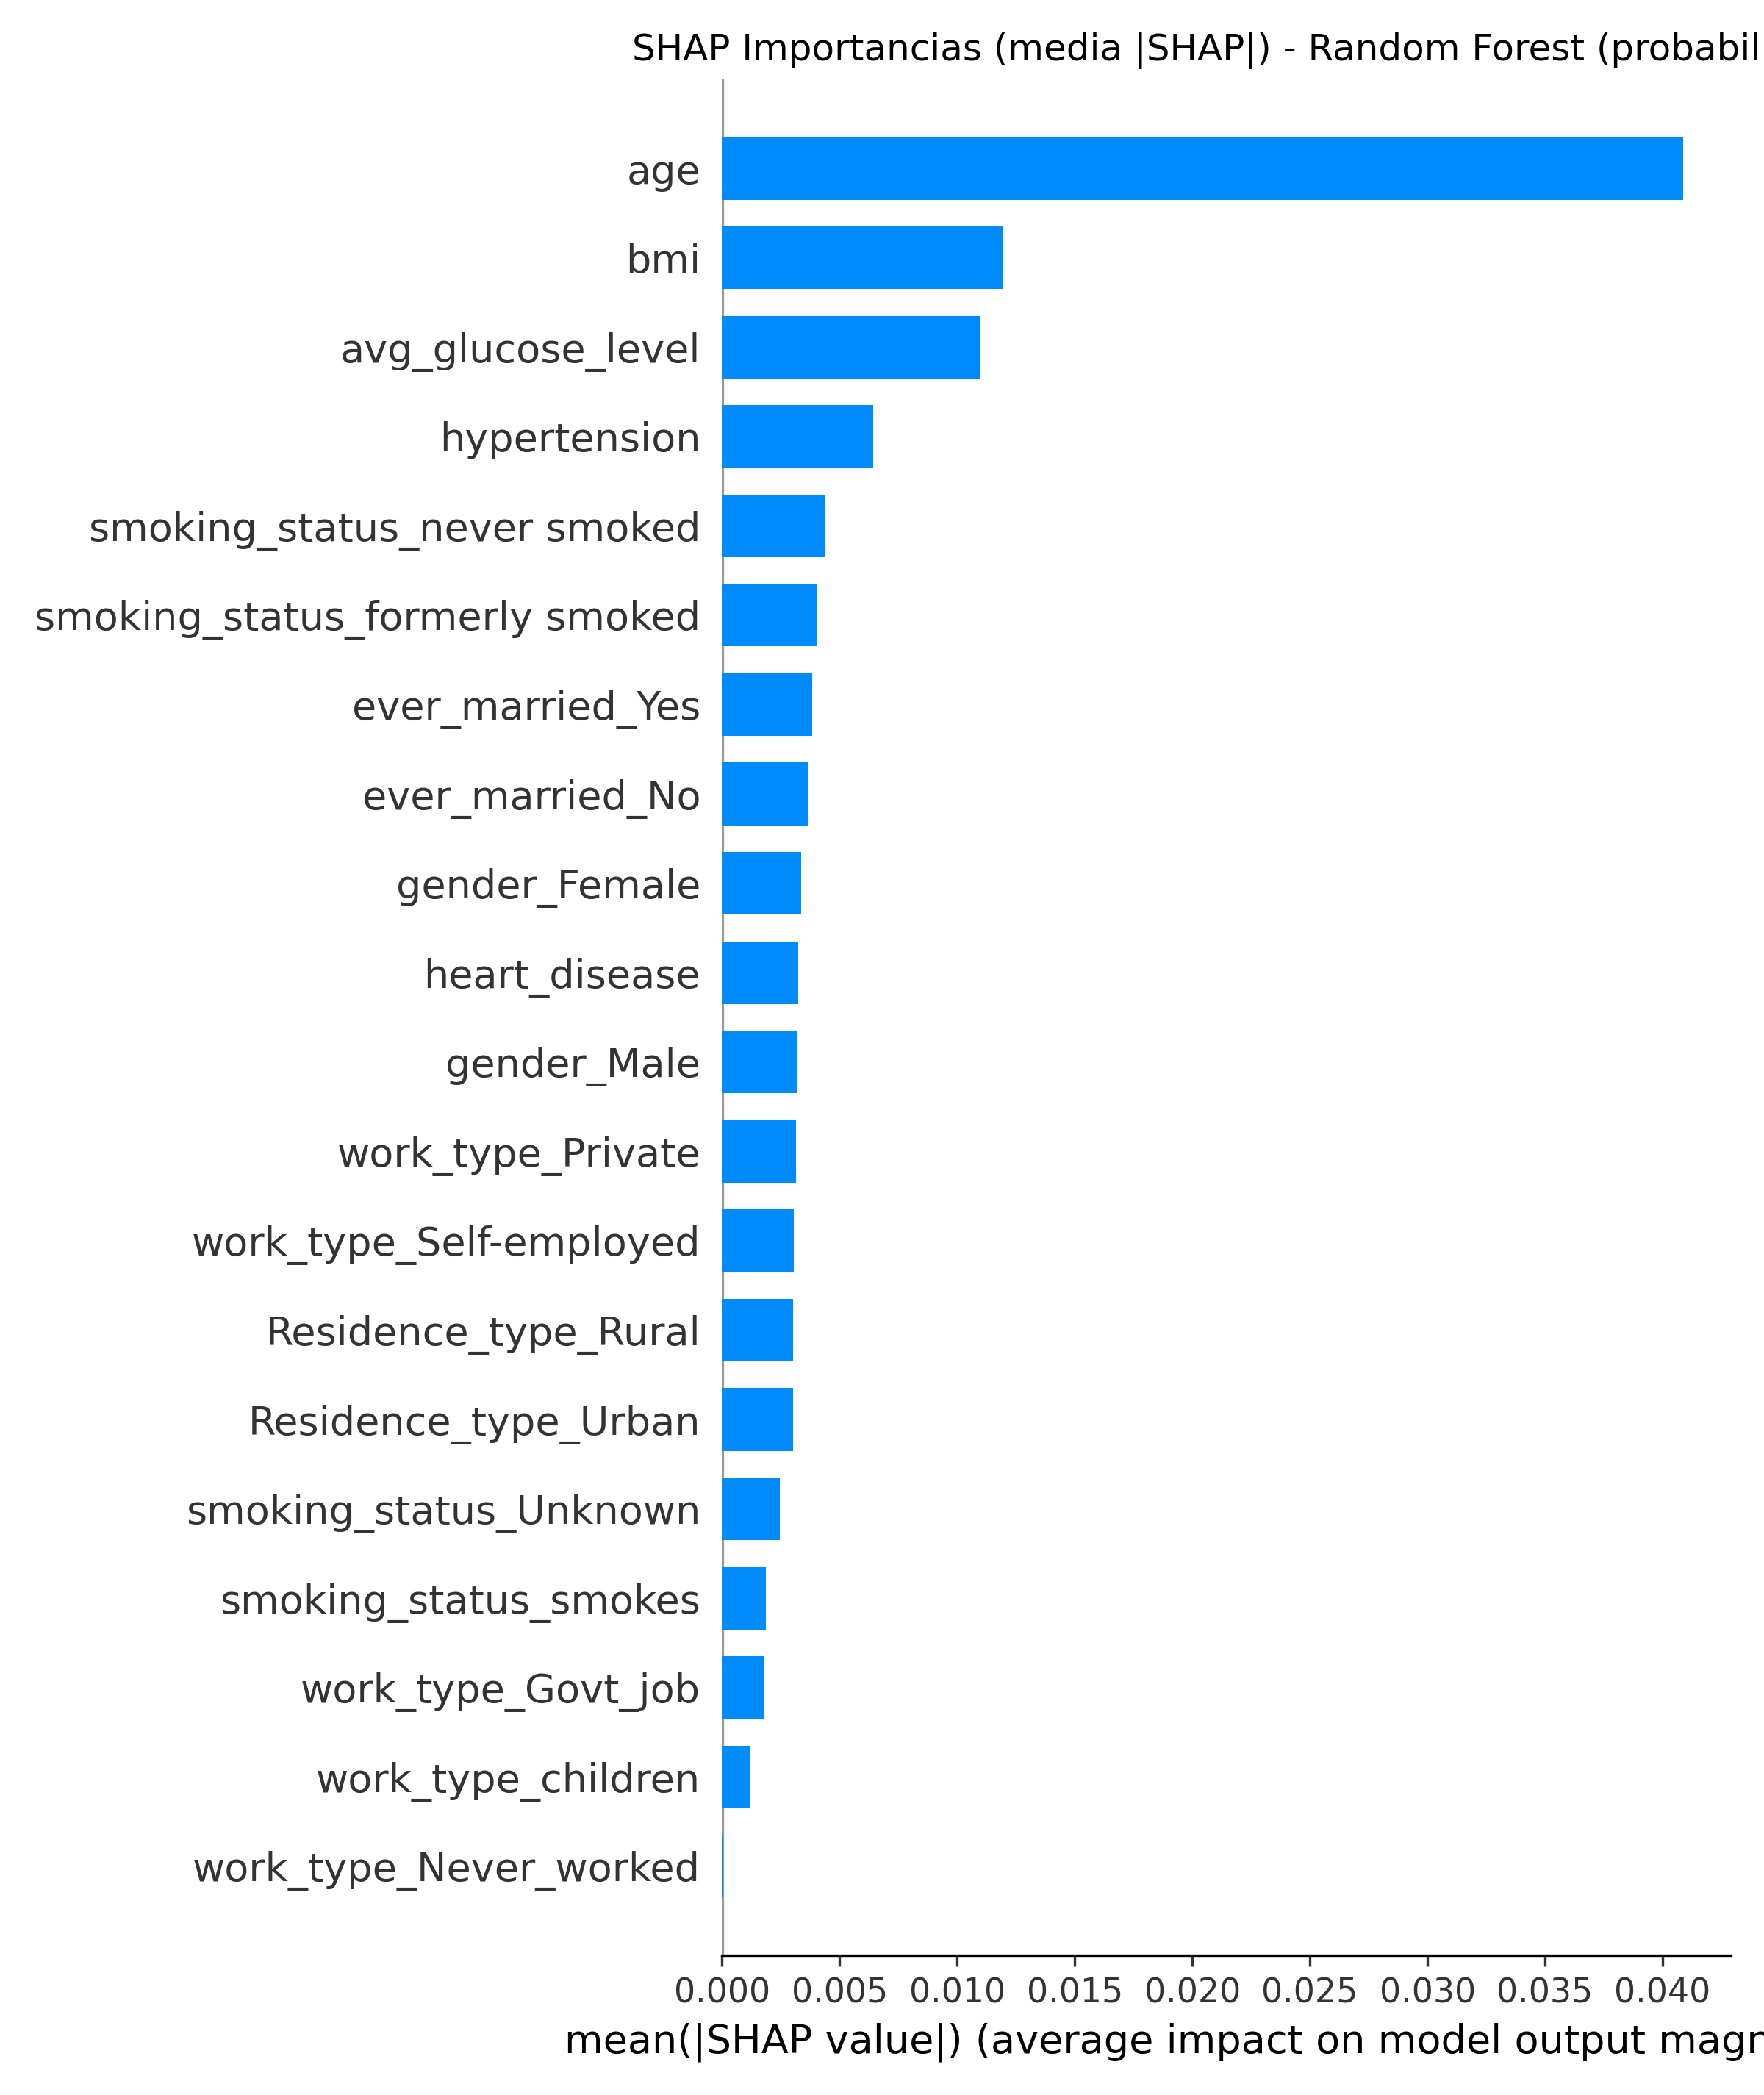 SHAP Importancias (media |SHAP|) - Random Forest (probabil
age
bmi
avg_glucose_level
hypertension
smoking_status_never smoked
smoking_status_formerly smoked
ever_married_Yes
ever_married_No
gender_Female
heart_disease
gender_Male
work_type_Private
work_type_Self-employed
Residence_type_Rural
Residence_type_Urban
smoking_status_Unknown
smoking_status_smokes
work_type_Govt_job
work_type_children
work_type_Never_worked
0.000 0.005 0.010 0.015 0.020 0.025 0.030 0.035 0.040
mean(|SHAP value|) (average impact on model output magn